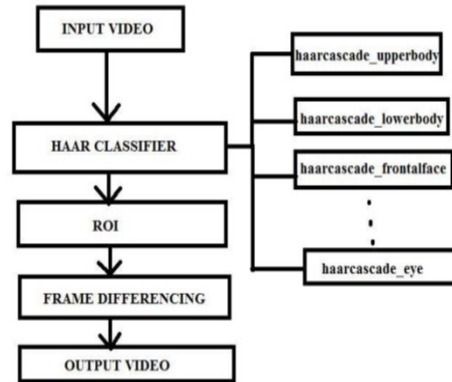 INPUT VIDEO
HAAR CLASSIFIER
ROI
FRAME DIFFERENCING
OUTPUT VIDEO
haarcascade_upperbody
haarcascade_lowerbody
haarcascade_frontalface
haarcascade_eye